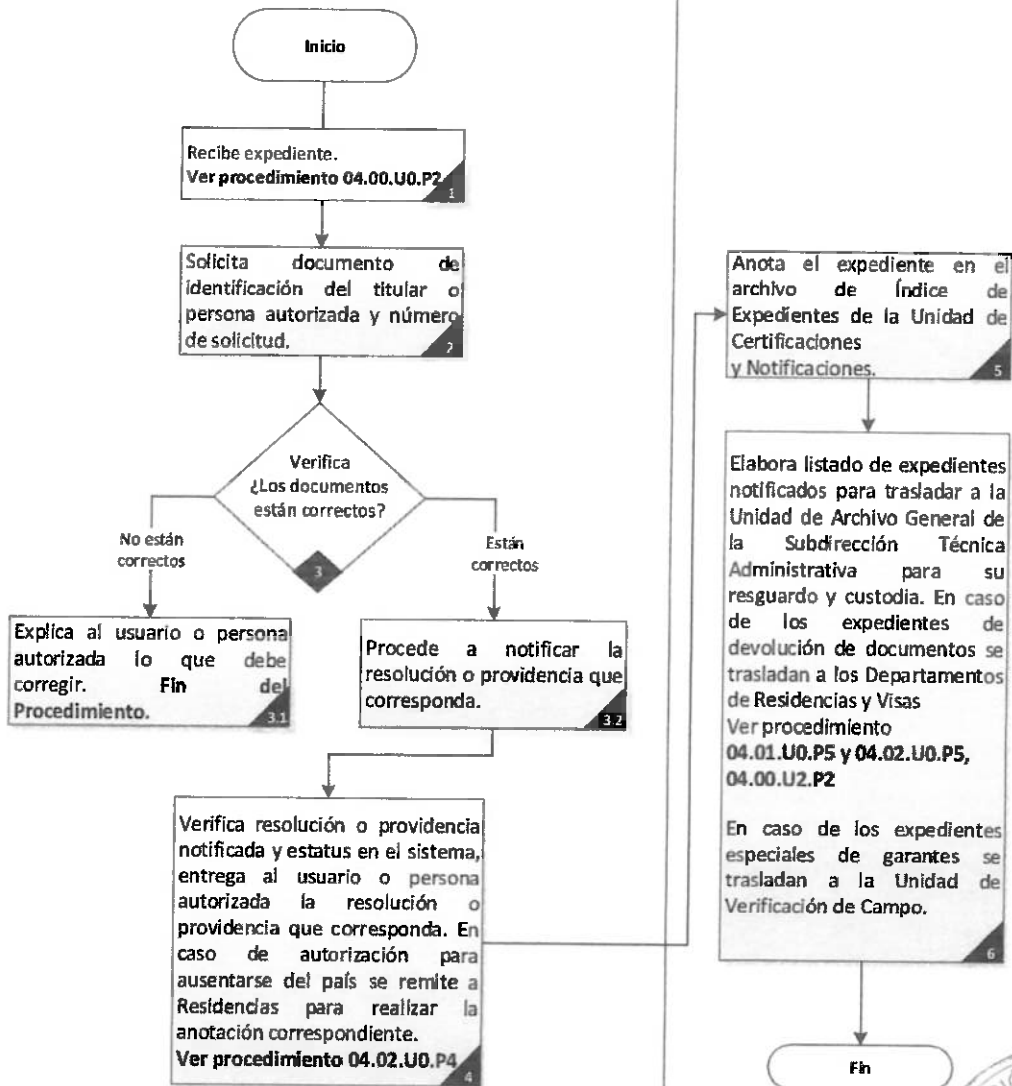 Inicio
Recibe expediente.
Ver procedimiento 04.00.U0.P2
1
Solicita documento de
identificación del titular o
persona autorizada y número
de solicitud.
2
Verifica
¿Los documentos
están correctos?
3
No están
correctos
Están
correctos
Explica al usuario o persona
autorizada lo que debe
corregir. Fin del
Procedimiento.
3.1
Procede a notificar la
resolución o providencia que
corresponda.
3.2
Verifica resolución o providencia
notificada y estatus en el sistema,
entrega al usuario o persona
autorizada la resolución o
providencia que corresponda. En
caso de autorización para
ausentarse del país se remite a
Residencias para realizar la
anotación correspondiente.
Ver procedimiento 04.02.U0.P4
4
Anota el expediente en el
archivo de Índice de
Expedientes de la Unidad de
Certificaciones
y Notificaciones.
5
Elabora listado de expedientes
notificados para trasladar a la
Unidad de Archivo General de
la Subdirección Técnica
Administrativa para su
resguardo y custodia. En caso
de los expedientes de
devolución de documentos se
trasladan a los Departamentos
de Residencias y Visas
Ver procedimiento
04.01.U0.P5 y 04.02.U0.P5,
04.00.U2.P2
En caso de los expedientes
especiales de garantes se
trasladan a la Unidad de
Verificación de Campo.
6
Fin